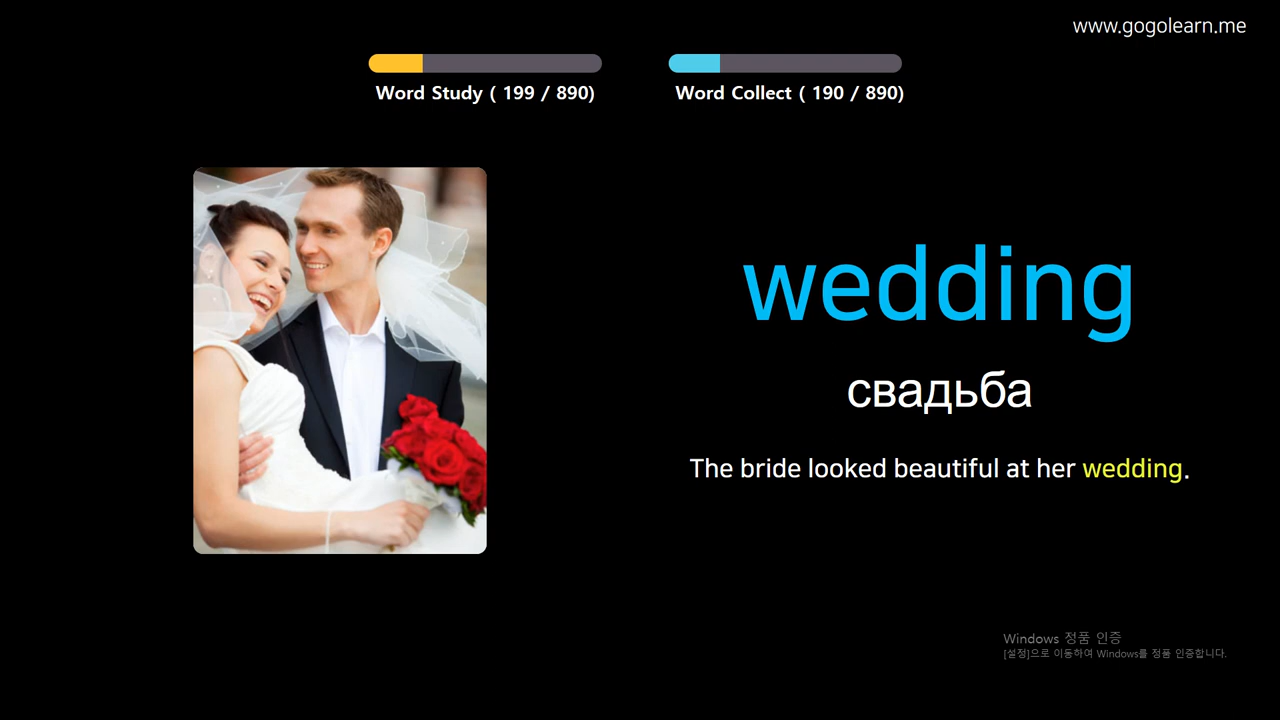 www.gogolearn.me
Word Study ( 199 / 890)
Word Collect ( 190 / 890)
wedding
свадьба
The bride looked beautiful at her wedding.
Windows 정품 인증
[설정]으로 이동하여 Windows를 정품 인증합니다.